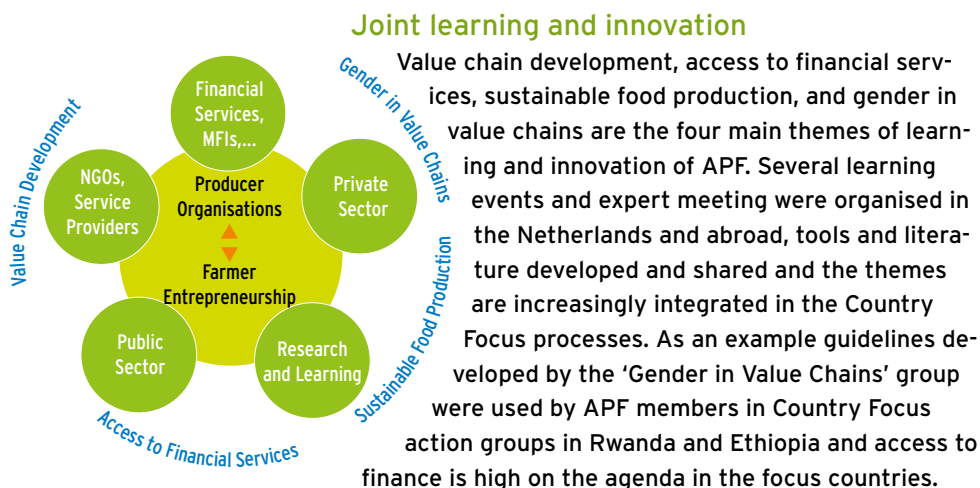 Joint learning and innovation
Value chain development, access to financial serv-
ices, sustainable food production, and gender in
value chains are the four main themes of learn-
ing and innovation of APF. Several learning
events and expert meeting were organised in
the Netherlands and abroad, tools and litera-
ture developed and shared and the themes
are increasingly integrated in the Country
Focus processes. As an example guidelines de-
veloped by the ‘Gender in Value Chains’ group
were used by APF members in Country Focus
action groups in Rwanda and Ethiopia and access to
finance is high on the agenda in the focus countries.
Value Chain Development
Gender in Value Chains
Sustainable Food Production
Access to Financial Services
Financial
Services,
MFIs,...
NGOs,
Service
Providers
Private
Sector
Public
Sector
Research
and Learning
Producer
Organisations
Farmer
Entrepreneurship